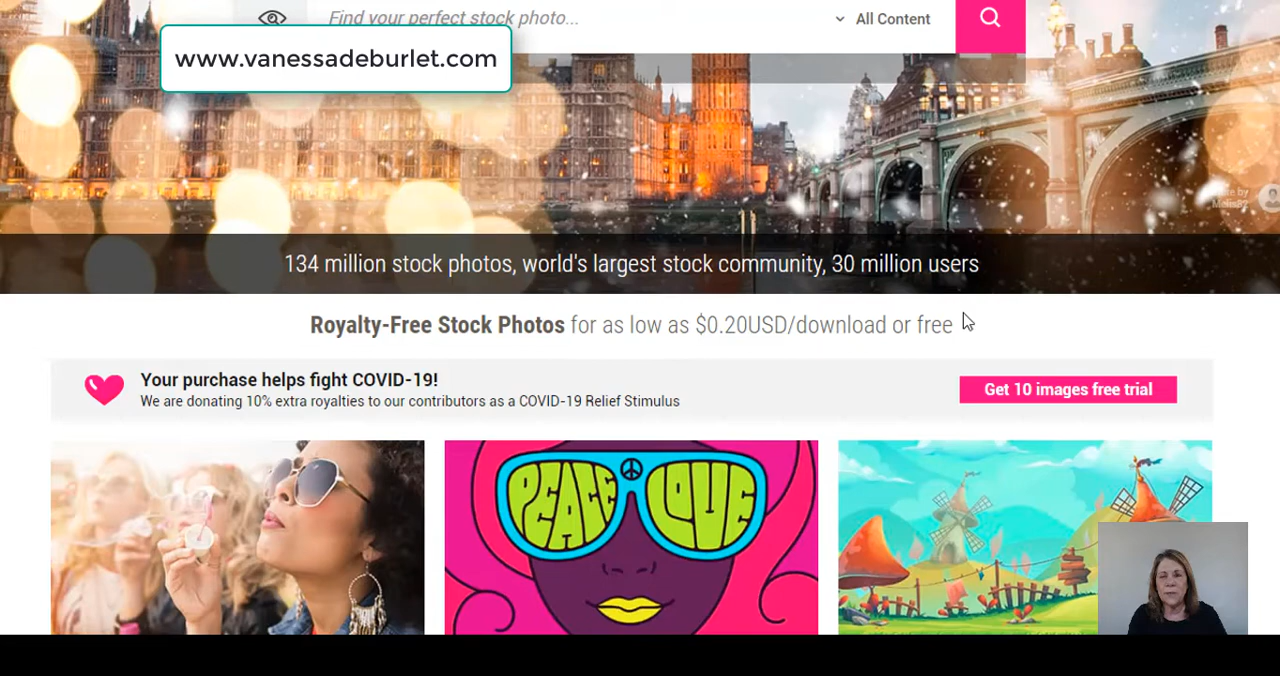 Find your perfect stock photo...
All Content
www.vanessadeburlet.com
134 million stock photos, world's largest stock community, 30 million users
Royalty-Free Stock Photos for as low as $0.20USD/download or free
Your purchase helps fight COVID-19!
We are donating 10% extra royalties to our contributors as a COVID-19 Relief Stimulus
Get 10 images free trial
PEACE LOVE